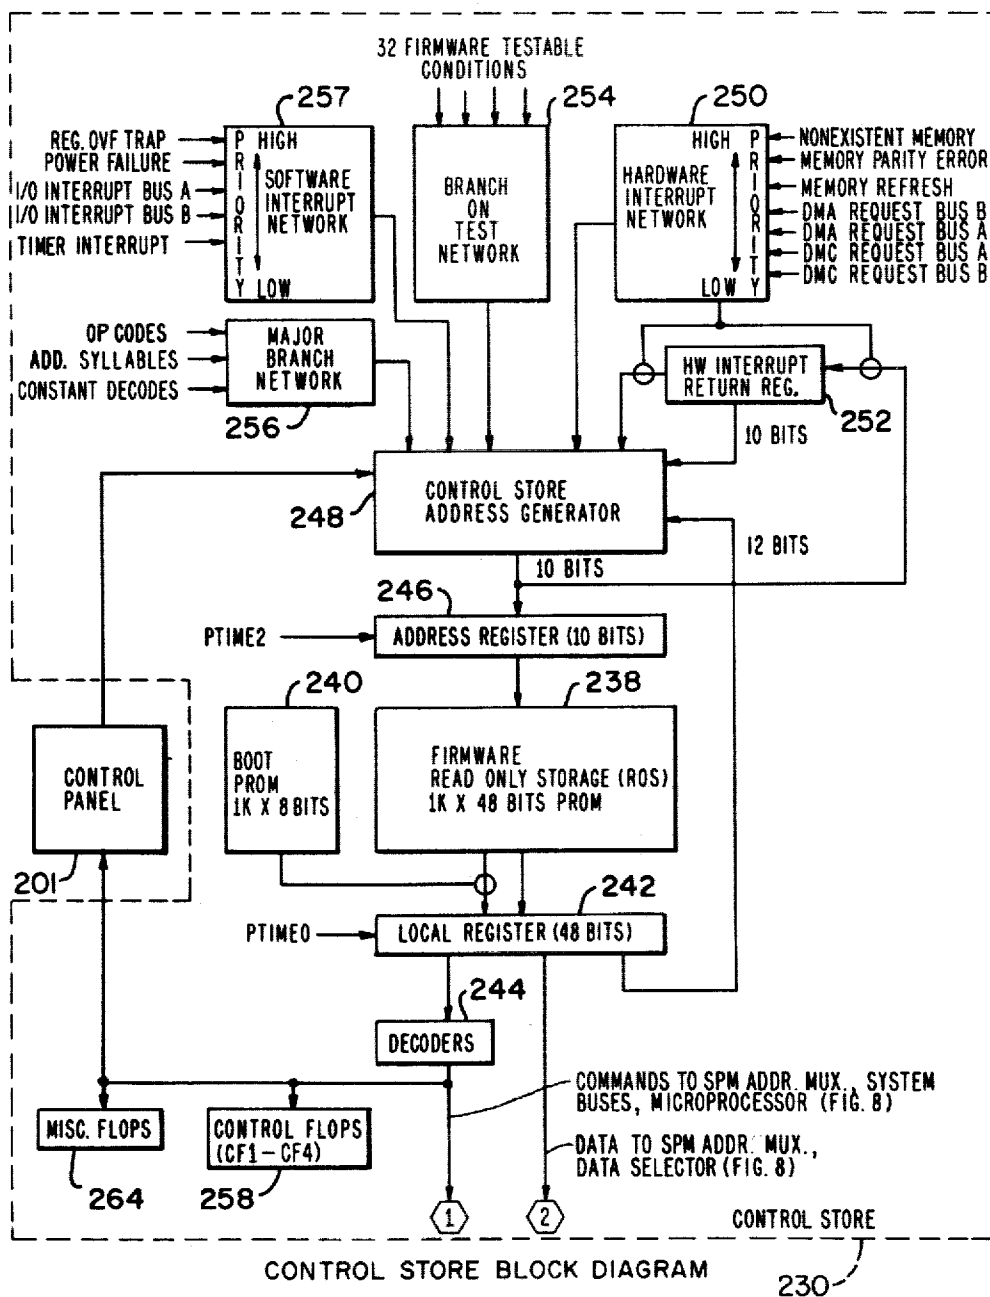 32 FIRMWARE TESTABLE
CONDITIONS
257
254
250
REG. OVF TRAP
POWER FAILURE
I/O INTERRUPT BUS A
I/O INTERRUPT BUS B
TIMER INTERRUPT
PRIORITY
HIGH
SOFTWARE
INTERRUPT
NETWORK
LOW
BRANCH
ON
TEST
NETWORK
HIGH
HARDWARE
INTERRUPT
NETWORK
LOW
PRIORITY
NONEXISTENT MEMORY
MEMORY PARITY ERROR
MEMORY REFRESH
DMA REQUEST BUS B
DMA REQUEST BUS A
DMC REQUEST BUS A
DMC REQUEST BUS B
OP CODES
ADD. SYLLABLES
CONSTANT DECODES
MAJOR
BRANCH
NETWORK
256
HW INTERRUPT
RETURN REG.
252
10 BITS
248
CONTROL STORE
ADDRESS GENERATOR
12 BITS
10 BITS
246
PTIME2
ADDRESS REGISTER (10 BITS)
240
238
BOOT
PROM
1K X 8 BITS
FIRMWARE
READ ONLY STORAGE (ROS)
1K X 48 BITS PROM
CONTROL
PANEL
201
242
PTIME0
LOCAL REGISTER (48 BITS)
244
DECODERS
COMMANDS TO SPM ADDR. MUX., SYSTEM
BUSES, MICROPROCESSOR (FIG. 8)
MISC. FLOPS
264
CONTROL FLOPS
(CF1-CF4)
258
DATA TO SPM ADDR. MUX.,
DATA SELECTOR (FIG. 8)
1
2
CONTROL STORE
CONTROL STORE BLOCK DIAGRAM
230